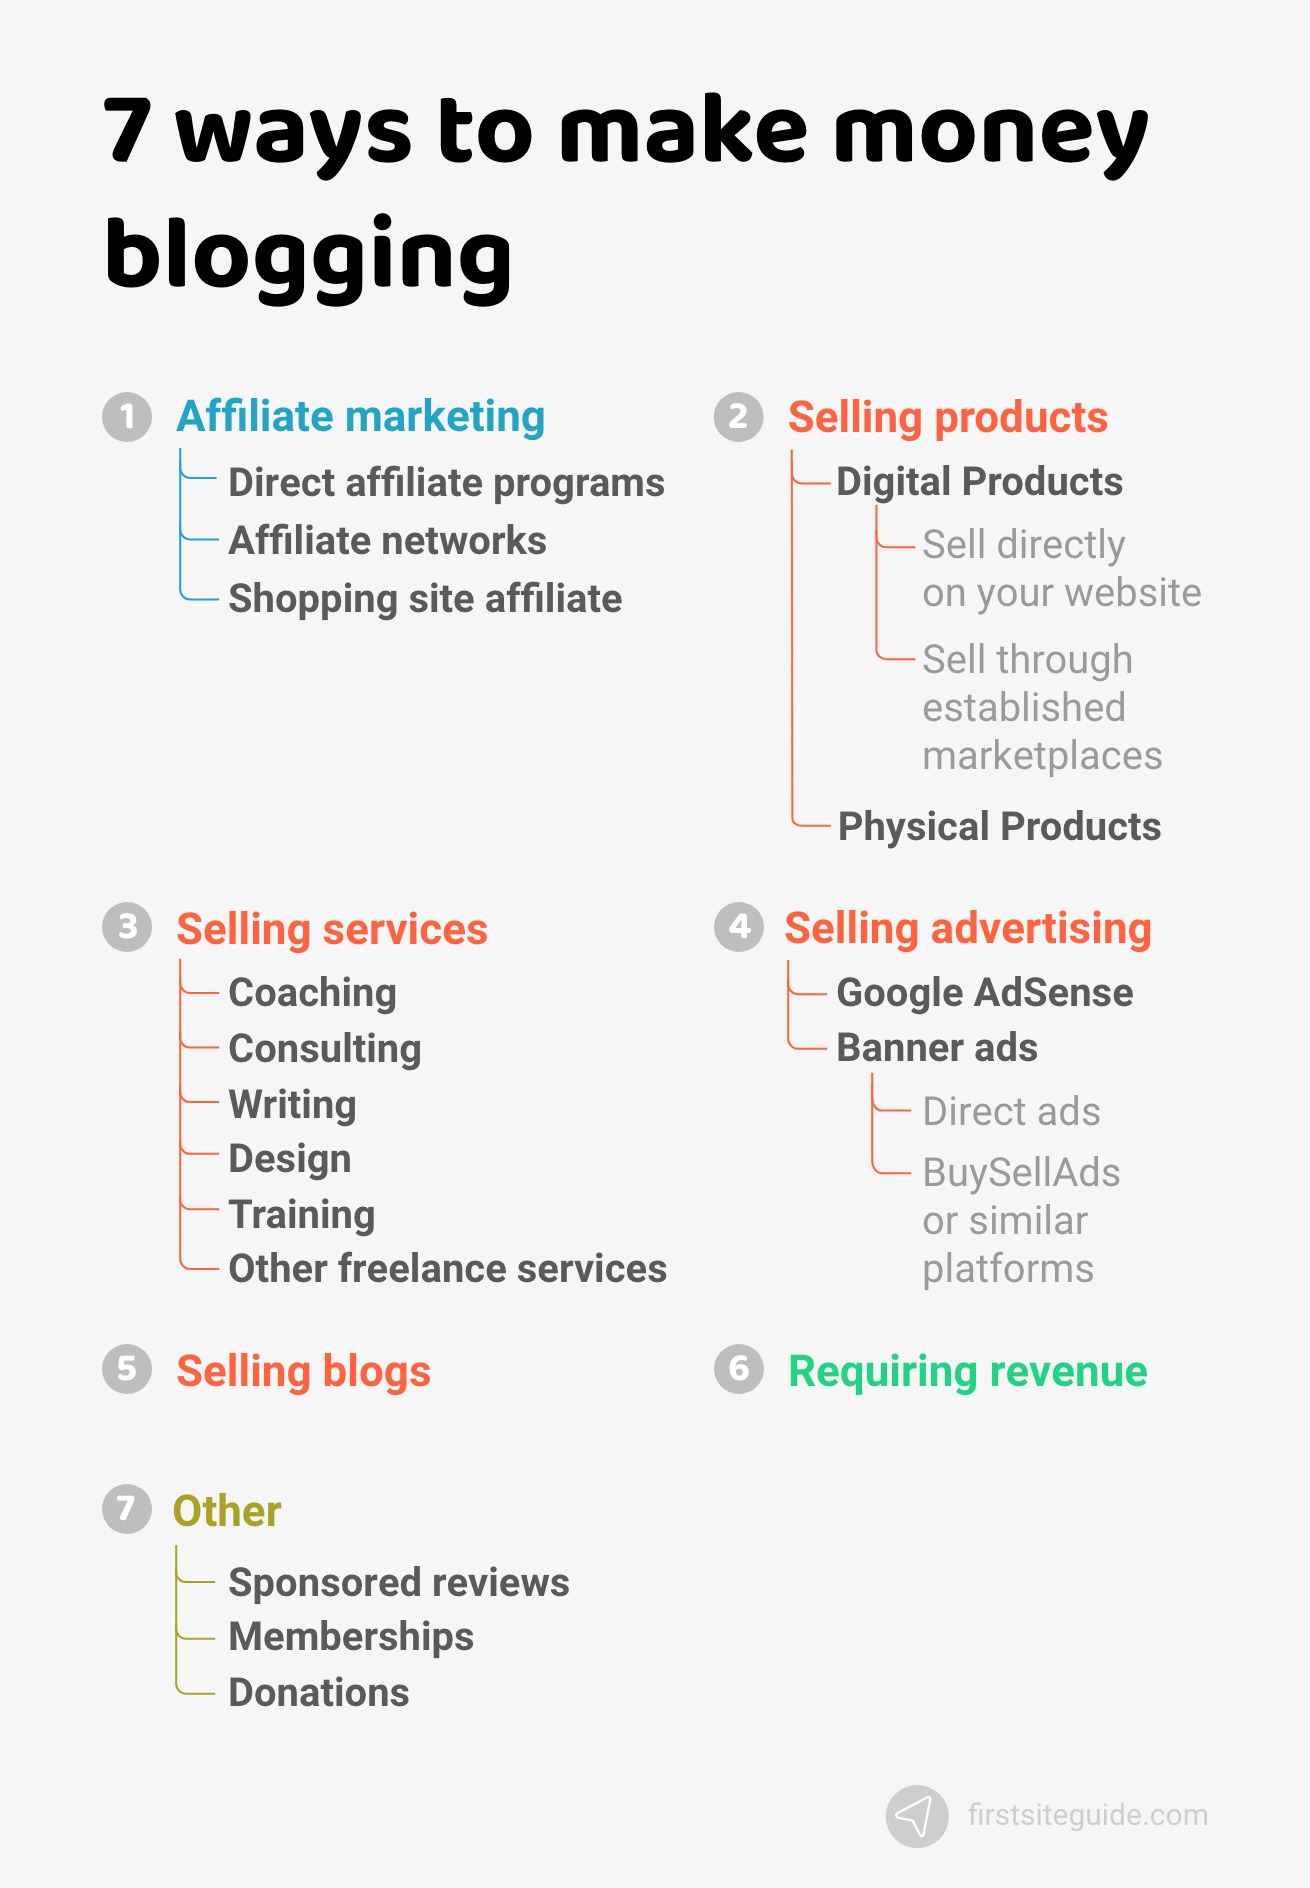 7 ways to make money
blogging
1 Affiliate marketing
Direct affiliate programs
Affiliate networks
Shopping site affiliate
2 Selling products
Digital Products
Sell directly
on your website
Sell through
established
marketplaces
Physical Products
3 Selling services
Coaching
Consulting
Writing
Design
Training
Other freelance services
4 Selling advertising
Google AdSense
Banner ads
Direct ads
BuySellAds
or similar
platforms
5 Selling blogs
6 Requiring revenue
7 Other
Sponsored reviews
Memberships
Donations
firstsiteguide.com